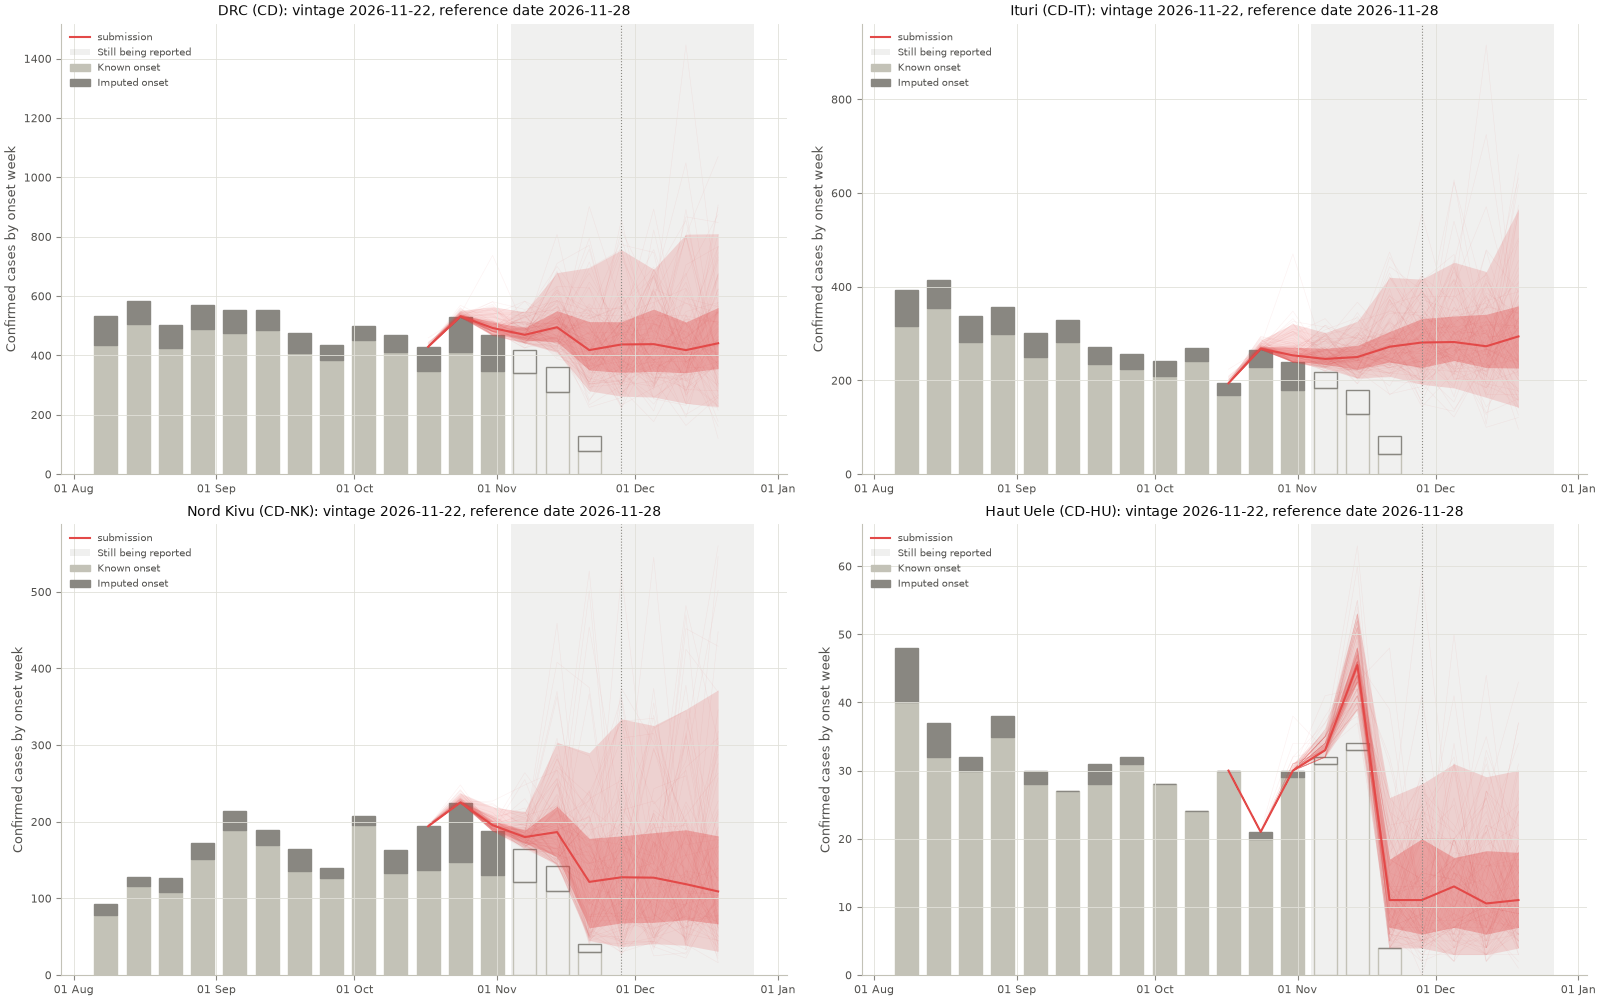 DRC (CD): vintage 2026-11-22, reference date 2026-11-28
submission
Still being reported
Known onset
Imputed onset
Confirmed cases by onset week
1400
1200
1000
800
600
400
200
0
01 Aug
01 Sep
01 Oct
01 Nov
01 Dec
01 Jan
Ituri (CD-IT): vintage 2026-11-22, reference date 2026-11-28
submission
Still being reported
Known onset
Imputed onset
Confirmed cases by onset week
800
600
400
200
0
01 Aug
01 Sep
01 Oct
01 Nov
01 Dec
01 Jan
Nord Kivu (CD-NK): vintage 2026-11-22, reference date 2026-11-28
submission
Still being reported
Known onset
Imputed onset
Confirmed cases by onset week
500
400
300
200
100
0
01 Aug
01 Sep
01 Oct
01 Nov
01 Dec
01 Jan
Haut Uele (CD-HU): vintage 2026-11-22, reference date 2026-11-28
submission
Still being reported
Known onset
Imputed onset
Confirmed cases by onset week
60
50
40
30
20
10
0
01 Aug
01 Sep
01 Oct
01 Nov
01 Dec
01 Jan